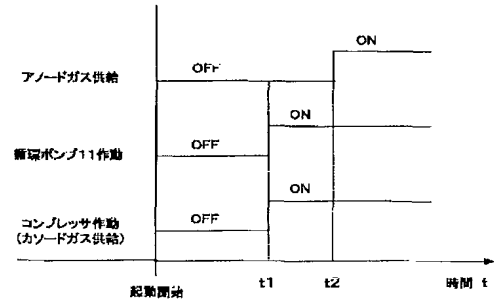 ON
アノードガス供給
OFF
ON
循環ポンプ11作動
OFF
ON
コンプレッサ作動
(カソードガス供給)
OFF
起動開始
t1
t2
時間 t